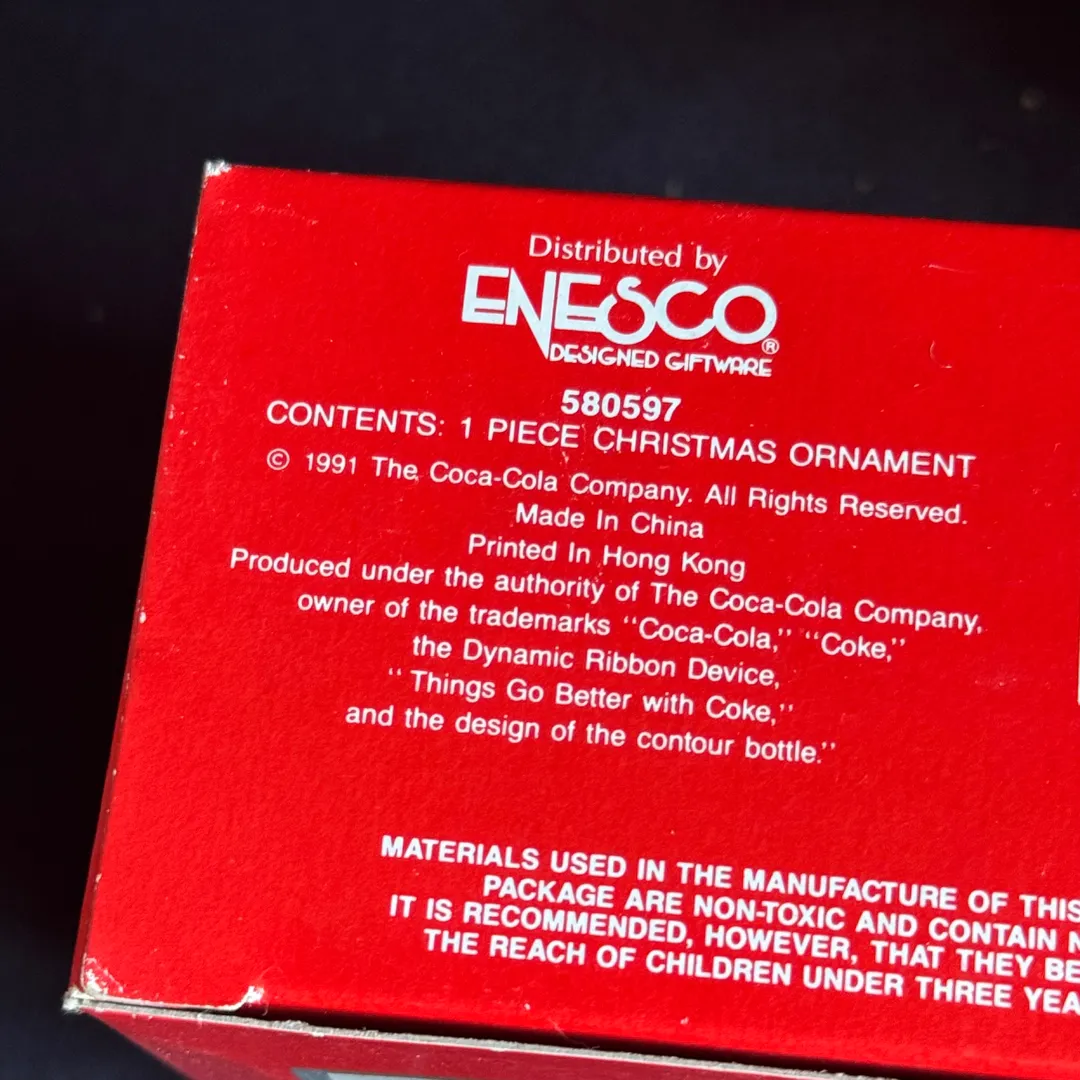 Distributed by
ENESCO®
DESIGNED GIFTWARE
580597
CONTENTS: 1 PIECE CHRISTMAS ORNAMENT
© 1991 The Coca-Cola Company. All Rights Reserved.
Made In China
Printed In Hong Kong
Produced under the authority of The Coca-Cola Company,
owner of the trademarks "Coca-Cola," "Coke,"
the Dynamic Ribbon Device,
"Things Go Better with Coke,"
and the design of the contour bottle."
MATERIALS USED IN THE MANUFACTURE OF THIS
PACKAGE ARE NON-TOXIC AND CONTAIN
IT IS RECOMMENDED, HOWEVER, THAT THEY BE
THE REACH OF CHILDREN UNDER THREE